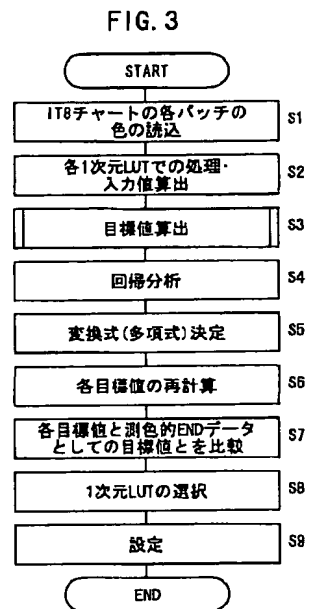 FIG. 3
START
IT8チャートの各パッチの
色の読込
S1
各1次元LUTでの処理・
入力値算出
S2
目標値算出
S3
回帰分析
S4
変換式(多項式)決定
S5
各目標値の再計算
S6
各目標値と測色的ENDデータ
としての目標値とを比較
S7
1次元LUTの選択
S8
設定
S9
END